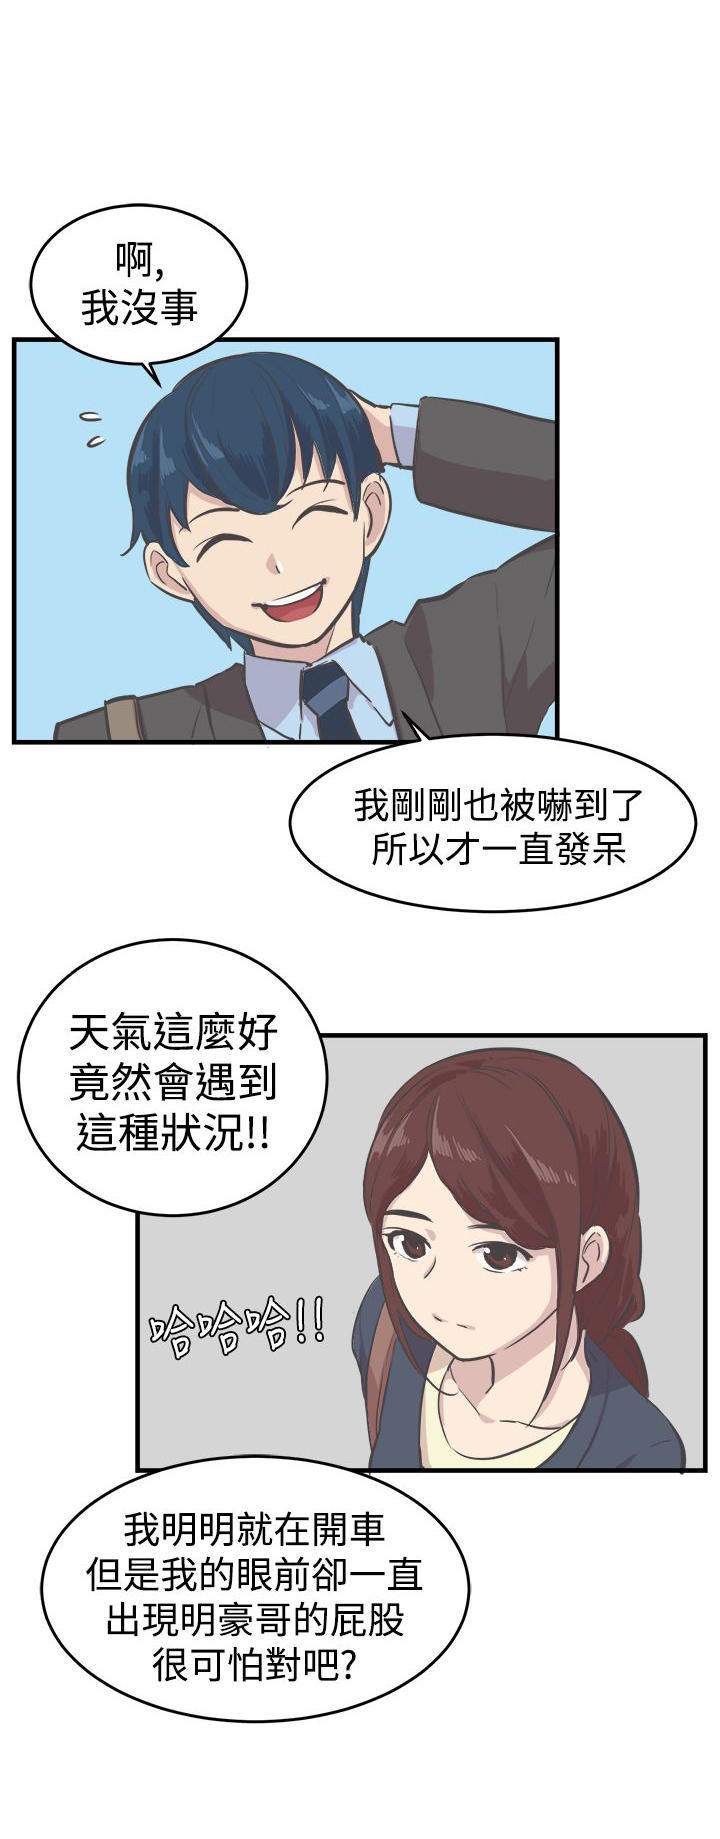 啊,
我沒事
我剛剛也被嚇到了
所以才一直發呆
天氣這麼好
竟然會遇到
這種狀況!!
哈哈哈!!
我明明就在開車
但是我的眼前卻一直
出現明豪哥的屁股
很可怕對吧?